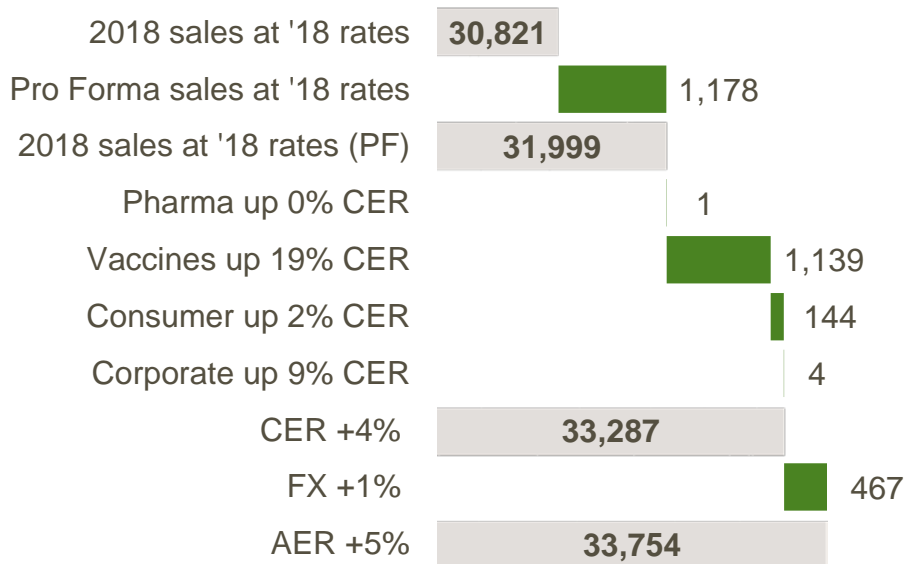 2018 sales at '18 rates 30,821
Pro Forma sales at '18 rates 1,178
2018 sales at '18 rates (PF) 31,999
Pharma up 0% CER 1
Vaccines up 19% CER 1,139
Consumer up 2% CER 144
Corporate up 9% CER 4
CER +4% 33,287
FX +1% 467
AER +5% 33,754